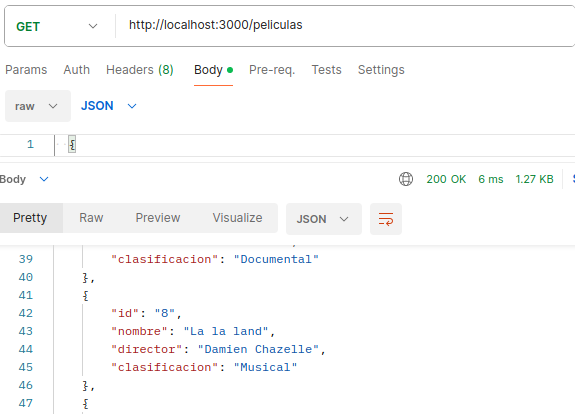 GET http://localhost:3000/peliculas
Params Auth Headers (8) Body Pre-req. Tests Settings
raw JSON
1 {
Body 200 OK 6 ms 1.27 KB
Pretty Raw Preview Visualize JSON
39 "clasificacion": "Documental"
40 },
41 {
42 "id": "8",
43 "nombre": "La la land",
44 "director": "Damien Chazelle",
45 "clasificacion": "Musical"
46 },
47 {